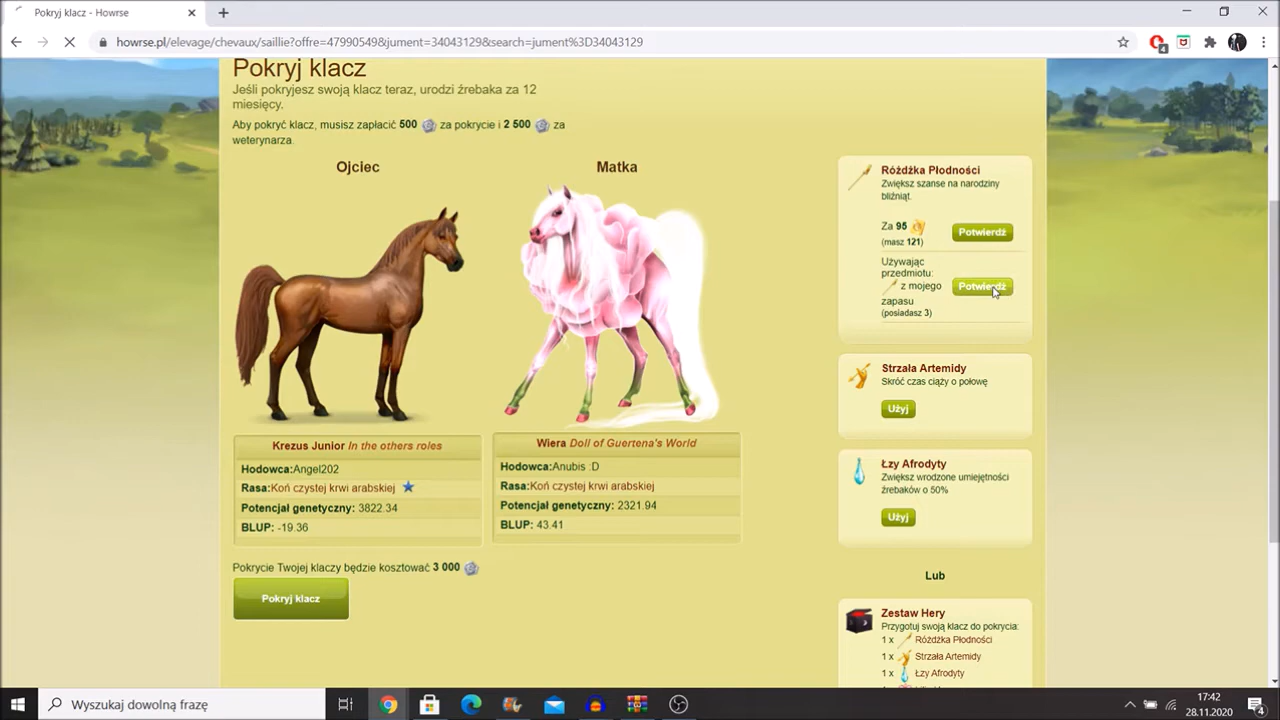 Pokryj klacz - Howrse
howrse.pl/elevage/chevaux/saillie?offre=47990549&jument=34043129&search=jument%3D34043129
4
Pokryj klacz
Jeśli pokryjesz swoją klacz teraz, urodzi źrebaka za 12
miesięcy.
Aby pokryć klacz, musisz zapłacić 500 za pokrycie i 2 500 za
weterynarza.
Ojciec
Matka
Krezus Junior In the others roles
Hodowca:Angel202
Rasa:Koń czystej krwi arabskiej
Potencjał genetyczny: 3822.34
BLUP: -19.36
Wiera Doll of Guertena's World
Hodowca:Anubis :D
Rasa:Koń czystej krwi arabskiej
Potencjał genetyczny: 2321.94
BLUP: 43.41
Pokrycie Twojej klaczy będzie kosztować 3 000
Pokryj klacz
Różdżka Płodności
Zwiększ szanse na narodziny
bliźniąt.
Za 95
(masz 121)
Potwierdź
Używając
przedmiotu:
z mojego
zapasu
(posiadasz 3)
Potwierdź
Strzała Artemidy
Skróć czas ciąży o połowę
Użyj
Łzy Afrodyty
Zwiększ wrodzone umiejętności
źrebaków o 50%
Użyj
Lub
Zestaw Hery
Przygotuj swoją klacz do pokrycia:
1 x Różdżka Płodności
1 x Strzała Artemidy
1 x Łzy Afrodyty
Wyszukaj dowolną frazę
17:42
28.11.2020
4